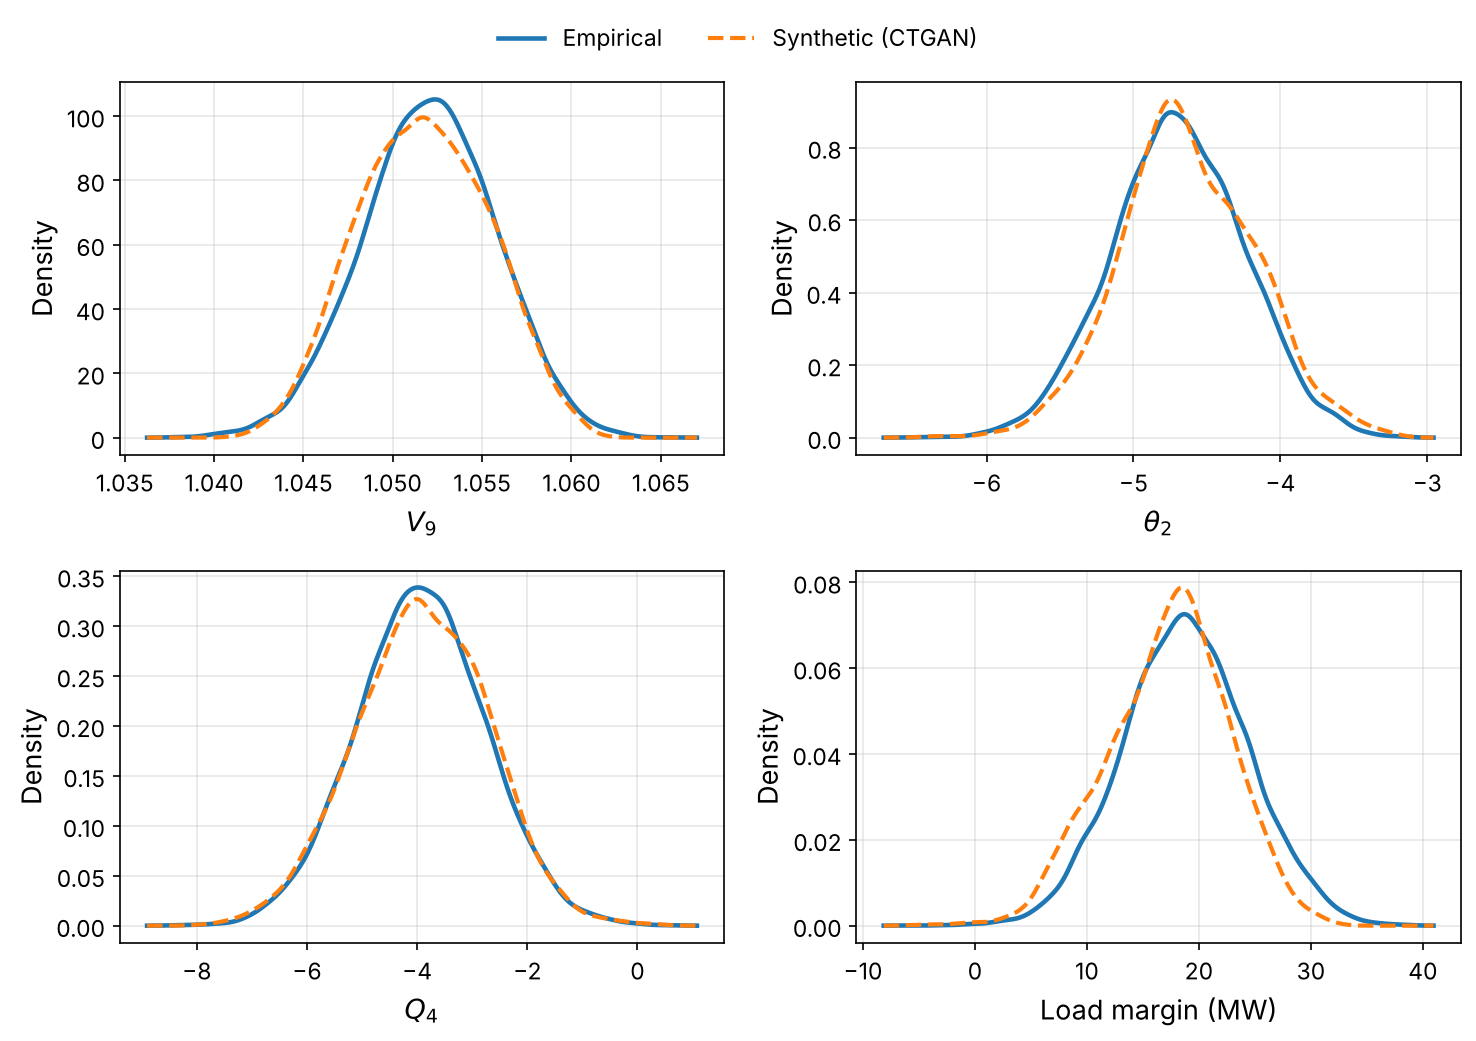 Empirical Synthetic (CTGAN)
Density
100
80
60
40
20
0
1.035 1.040 1.045 1.050 1.055 1.060 1.065
V9
Density
0.8
0.6
0.4
0.2
0.0
−6 −5 −4 −3
θ2
Density
0.35
0.30
0.25
0.20
0.15
0.10
0.05
0.00
−8 −6 −4 −2 0
Q4
Density
0.08
0.06
0.04
0.02
0.00
−10 0 10 20 30 40
Load margin (MW)